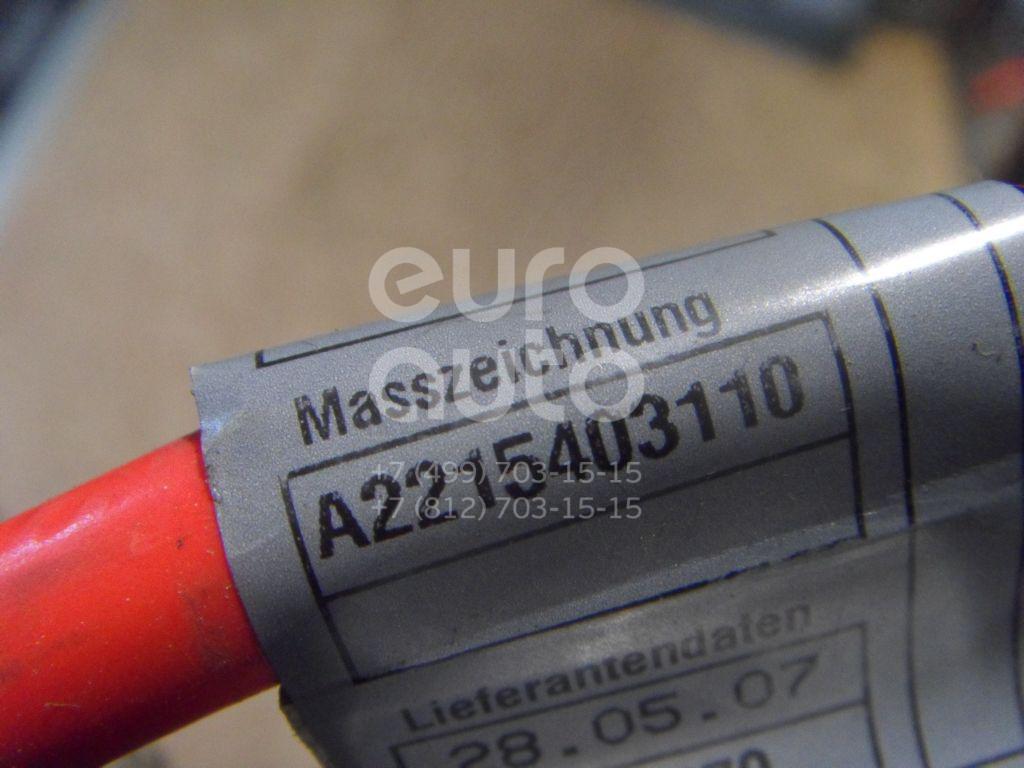 Masszeichnung
A2215403110
Lieferantendaten
28.05.07
euro
auto
+7 (499) 703-15-15
+7 (812) 703-15-15